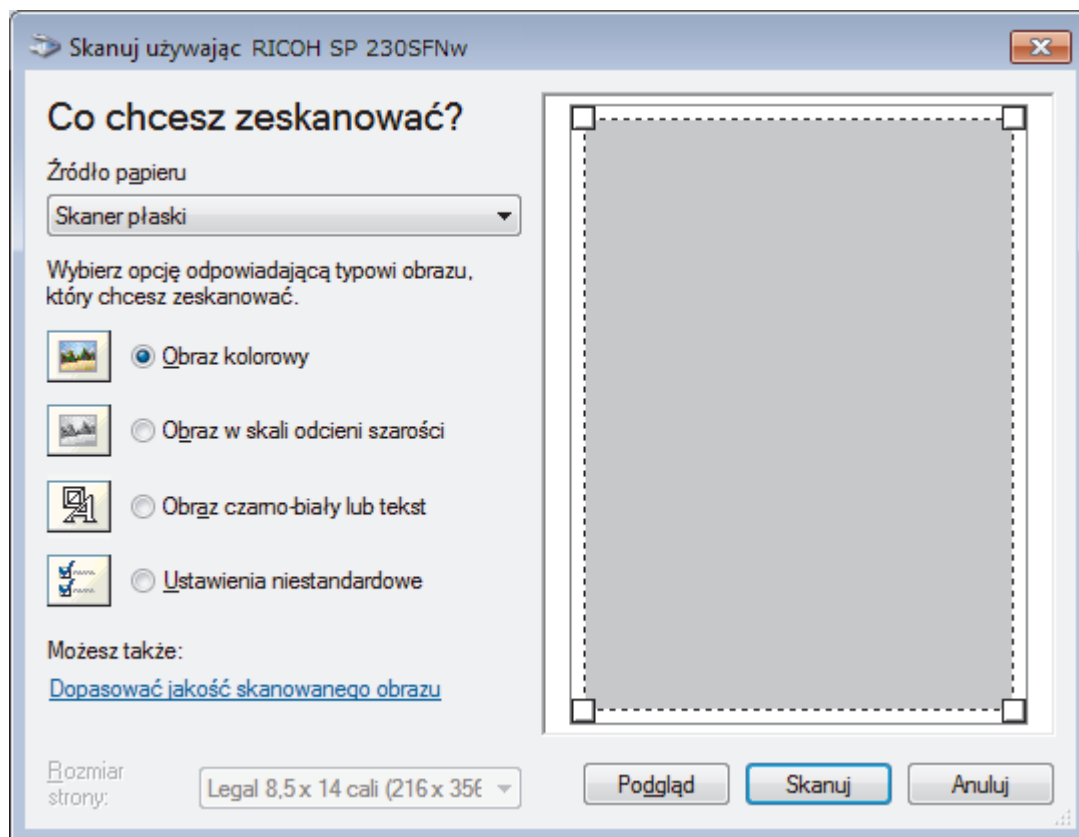 Skanuj używając RICOH SP 230SFNw
Co chcesz zeskanować?
Źródło papieru
Skaner płaski
Wybierz opcję odpowiadającą typowi obrazu,
który chcesz zeskanować.
Obraz kolorowy
Obraz w skali odcieni szarości
Obraz czarno-biały lub tekst
Ustawienia niestandardowe
Możesz także:
Dopasować jakość skanowanego obrazu
Rozmiar
strony:
Legal 8,5 x 14 cali (216 x 356
Podgląd
Skanuj
Anuluj